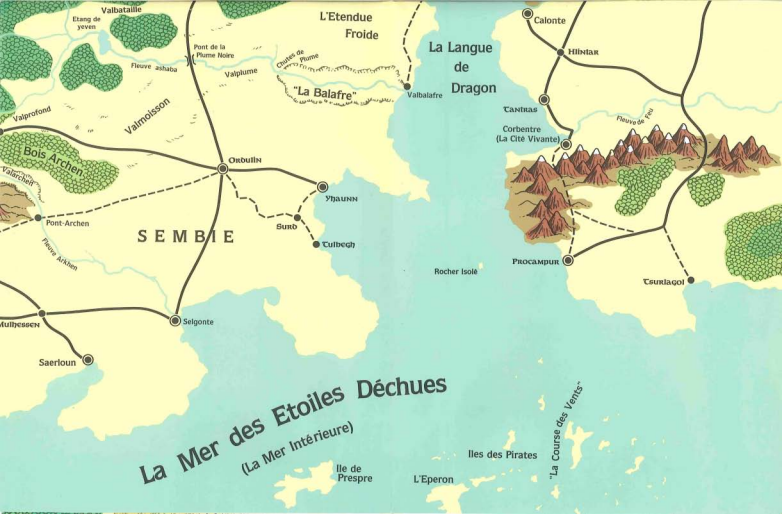 Valbataille
Etang de
yeven
L'Etendue
Froide
La Langue
de
Dragon
Calonte
Pont de la
Plume Noire
Hlintar
Fleuve ashaba
Valplume
Chutes de
Plume
"La Balafre"
Valbalafre
Tantras
Fleuve de Feu
Valprofond
Valmoisson
Corbentre
(La Cité Vivante)
Bois Archen
Valarchen
Ordulin
Yhaunn
Pont-Archen
Surd
SEMBIE
Tulbegh
Fleuve Arkhen
Rocher Isolé
Procampur
Tsuriagol
Mulhessen
Selgonte
Saerloun
La Mer des Etoiles Déchues
(La Mer Intérieure)
"La Course des Vents"
Iles des Pirates
Ile de
Prespre
L'Eperon